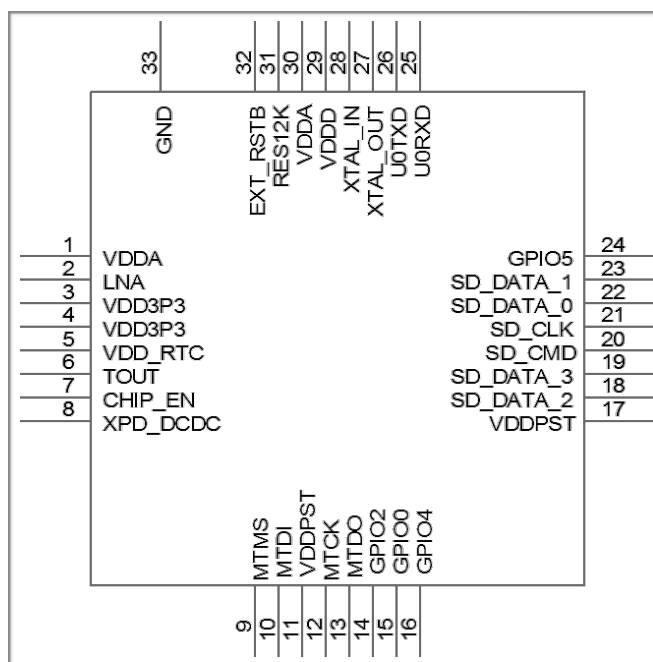 33
32
31
30
29
28
27
26
25
GND
EXT_RSTB
RES12K
VDDA
VDDD
XTAL_IN
XTAL_OUT
U0TXD
U0RXD
1
VDDA
2
LNA
3
VDD3P3
4
VDD3P3
5
VDD_RTC
6
TOUT
7
CHIP_EN
8
XPD_DCDC
24
GPIO5
23
SD_DATA_1
22
SD_DATA_0
21
SD_CLK
20
SD_CMD
19
SD_DATA_3
18
SD_DATA_2
17
VDDPST
MTMS
MTDI
VDDPST
MTCK
MTDO
GPIO2
GPIO0
GPIO4
9
10
11
12
13
14
15
16